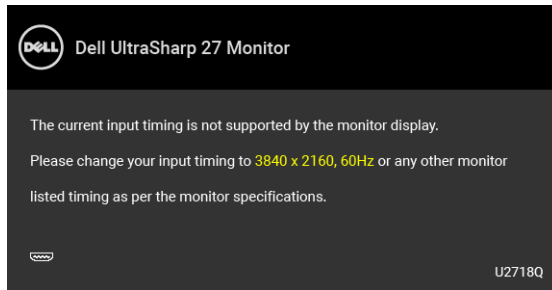 DELL
Dell UltraSharp 27 Monitor
The current input timing is not supported by the monitor display.
Please change your input timing to 3840 x 2160, 60Hz or any other monitor
listed timing as per the monitor specifications.
U2718Q